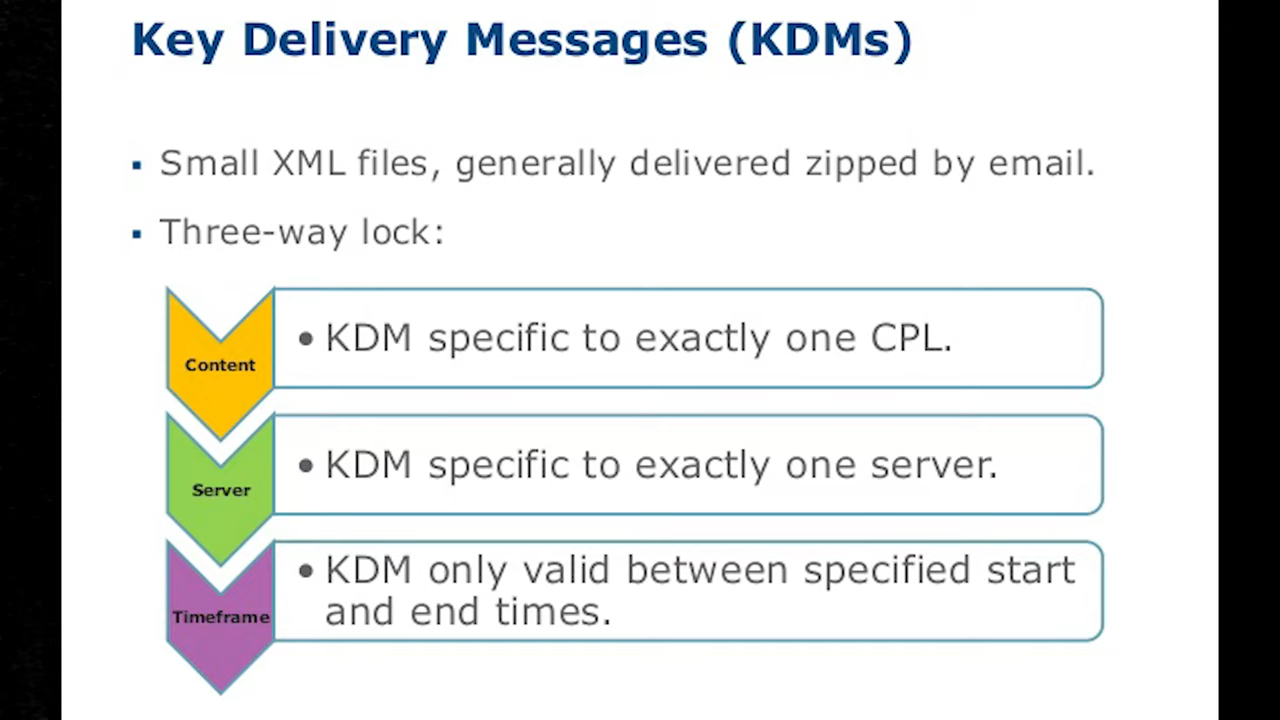 Key Delivery Messages (KDMs)
▪ Small XML files, generally delivered zipped by email.
▪ Three-way lock:
Content
• KDM specific to exactly one CPL.
Server
• KDM specific to exactly one server.
Timeframe
• KDM only valid between specified start
and end times.